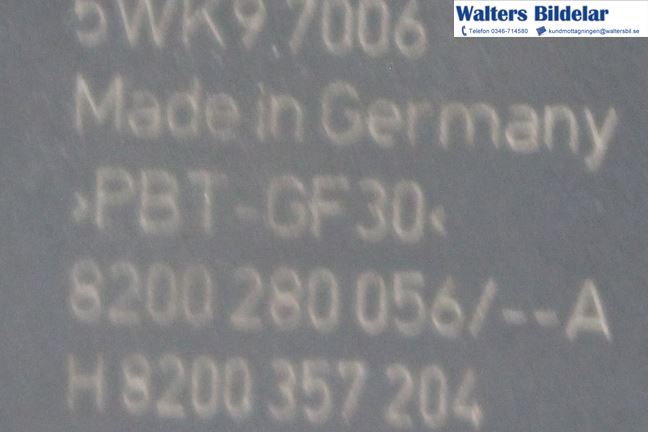 Walters Bildelar
Telefon 0346-714580 kundmottagningen@waltersbil.se
5WK9 7006
Made in Germany
›PBT-GF30‹
8200 280 056/--A
H 8200 357 204